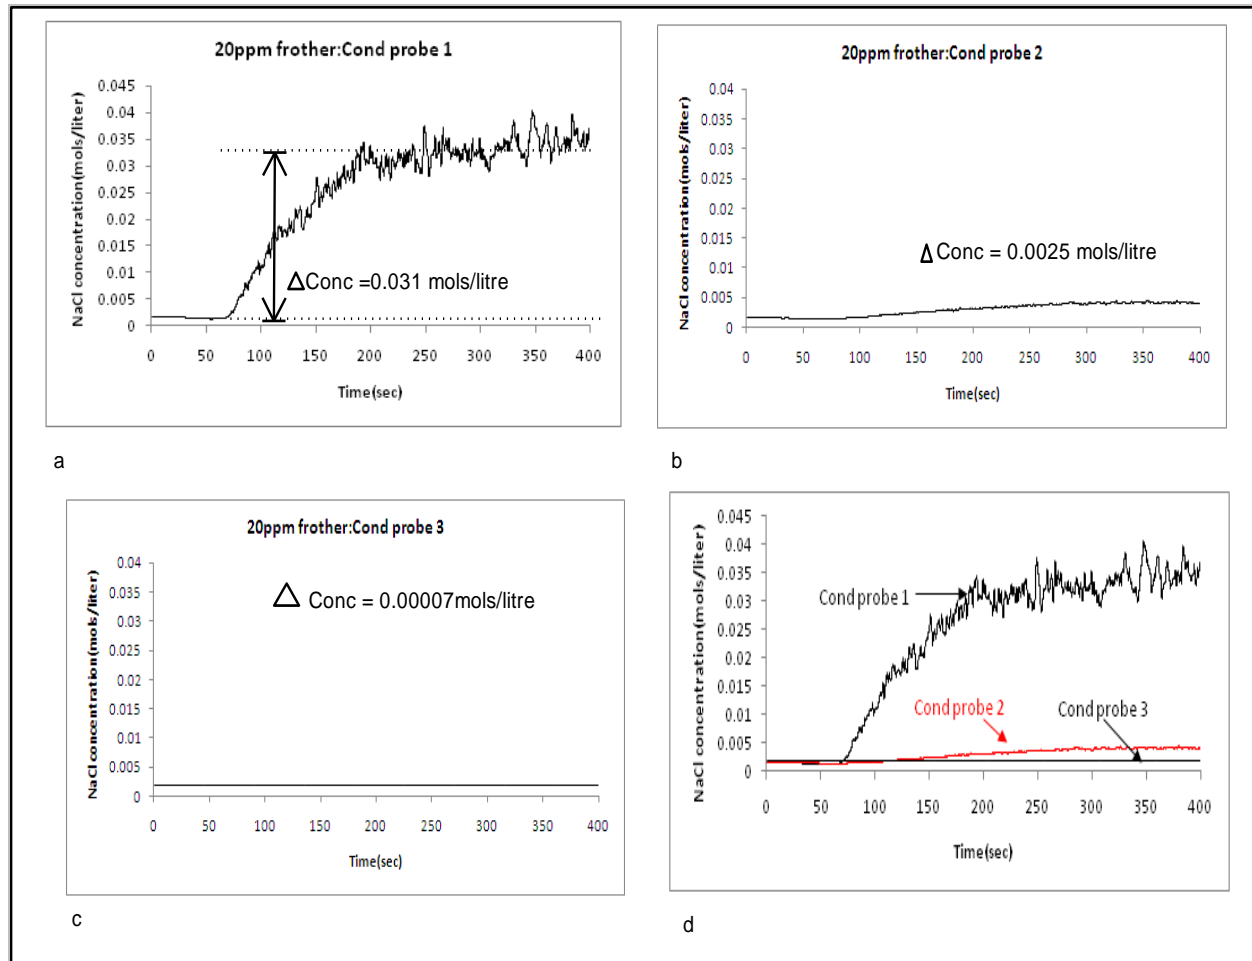 20ppm frother:Cond probe 1
NaCl concentration(mols/liter)
0.045
0.04
0.035
0.03
0.025
0.02
0.015
0.01
0.005
0
0 50 100 150 200 250 300 350 400
Time(sec)
ΔConc =0.031 mols/litre
a
20ppm frother:Cond probe 2
NaCl concentration(mols/liter)
0.04
0.035
0.03
0.025
0.02
0.015
0.01
0.005
0
0 50 100 150 200 250 300 350 400
Time(sec)
Δ Conc = 0.0025 mols/litre
b
20ppm frother:Cond probe 3
NaCl concentration(mols/liter)
0.04
0.035
0.03
0.025
0.02
0.015
0.01
0.005
0
0 50 100 150 200 250 300 350 400
Time(sec)
Δ Conc = 0.00007mols/litre
c
NaCl concentration(mols/liter)
0.045
0.04
0.035
0.03
0.025
0.02
0.015
0.01
0.005
0
0 50 100 150 200 250 300 350 400
Time(sec)
Cond probe 1
Cond probe 2
Cond probe 3
d